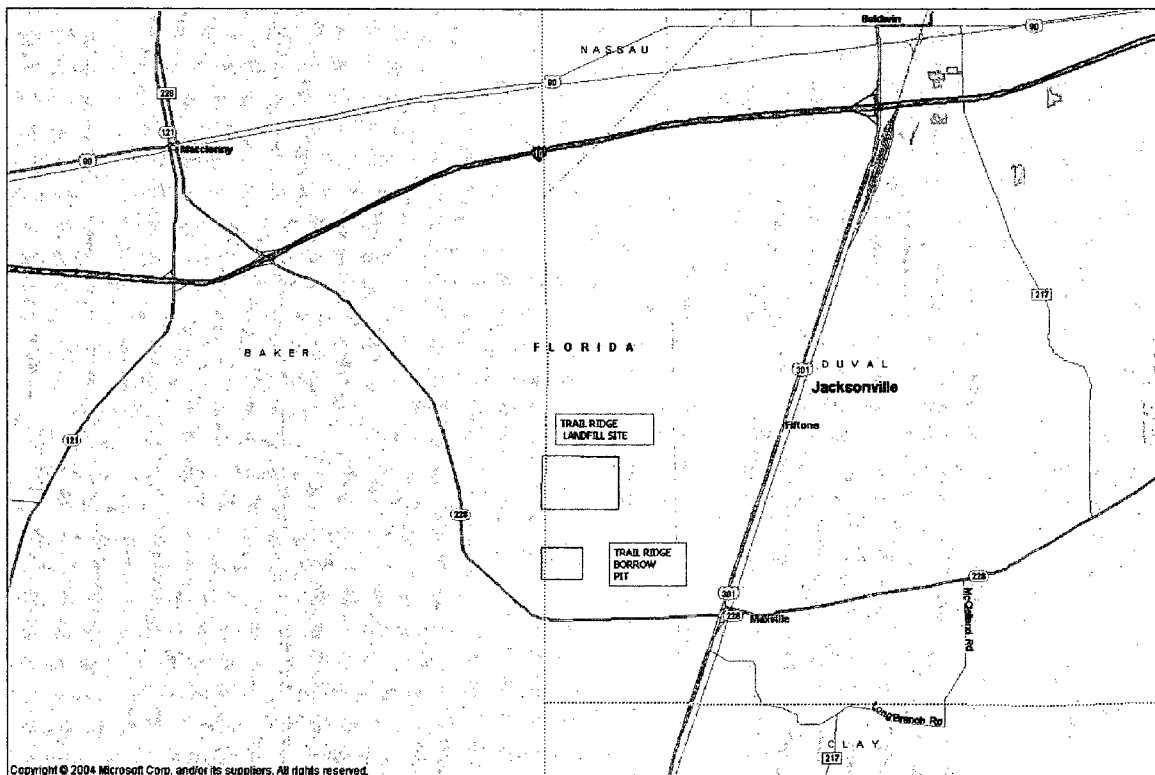 Baldwin
90
NASSAU
90
228
121
Macclenny
90
10
217
BAKER
FLORIDA
301
DUVAL
Jacksonville
Fiftone
TRAIL RIDGE
LANDFILL SITE
121
228
TRAIL RIDGE
BORROW
PIT
228
301
228
Maxville
McClelland Rd
Long Branch Rd
CLAY
217
Copyright © 2004 Microsoft Corp. and/or its suppliers. All rights reserved.